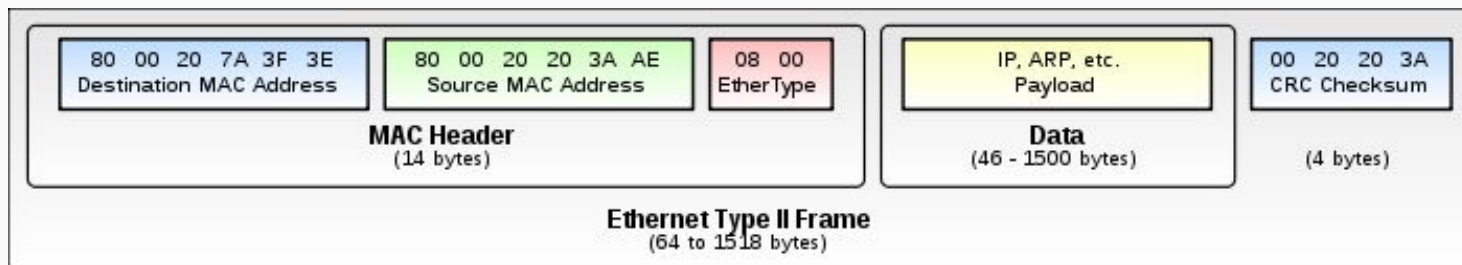 80 00 20 7A 3F 3E
Destination MAC Address
80 00 20 20 3A AE
Source MAC Address
08 00
EtherType
IP, ARP, etc.
Payload
00 20 20 3A
CRC Checksum
MAC Header
(14 bytes)
Data
(46 - 1500 bytes)
(4 bytes)
Ethernet Type II Frame
(64 to 1518 bytes)